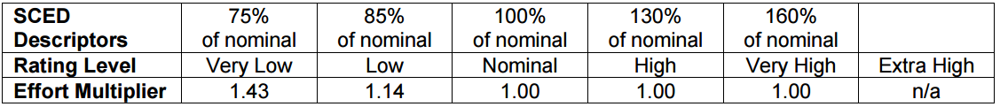 SCED 75% 85% 100% 130% 160%
Descriptors of nominal of nominal of nominal of nominal of nominal
Rating Level Very Low Low Nominal High Very High Extra High
Effort Multiplier 1.43 1.14 1.00 1.00 1.00 n/a